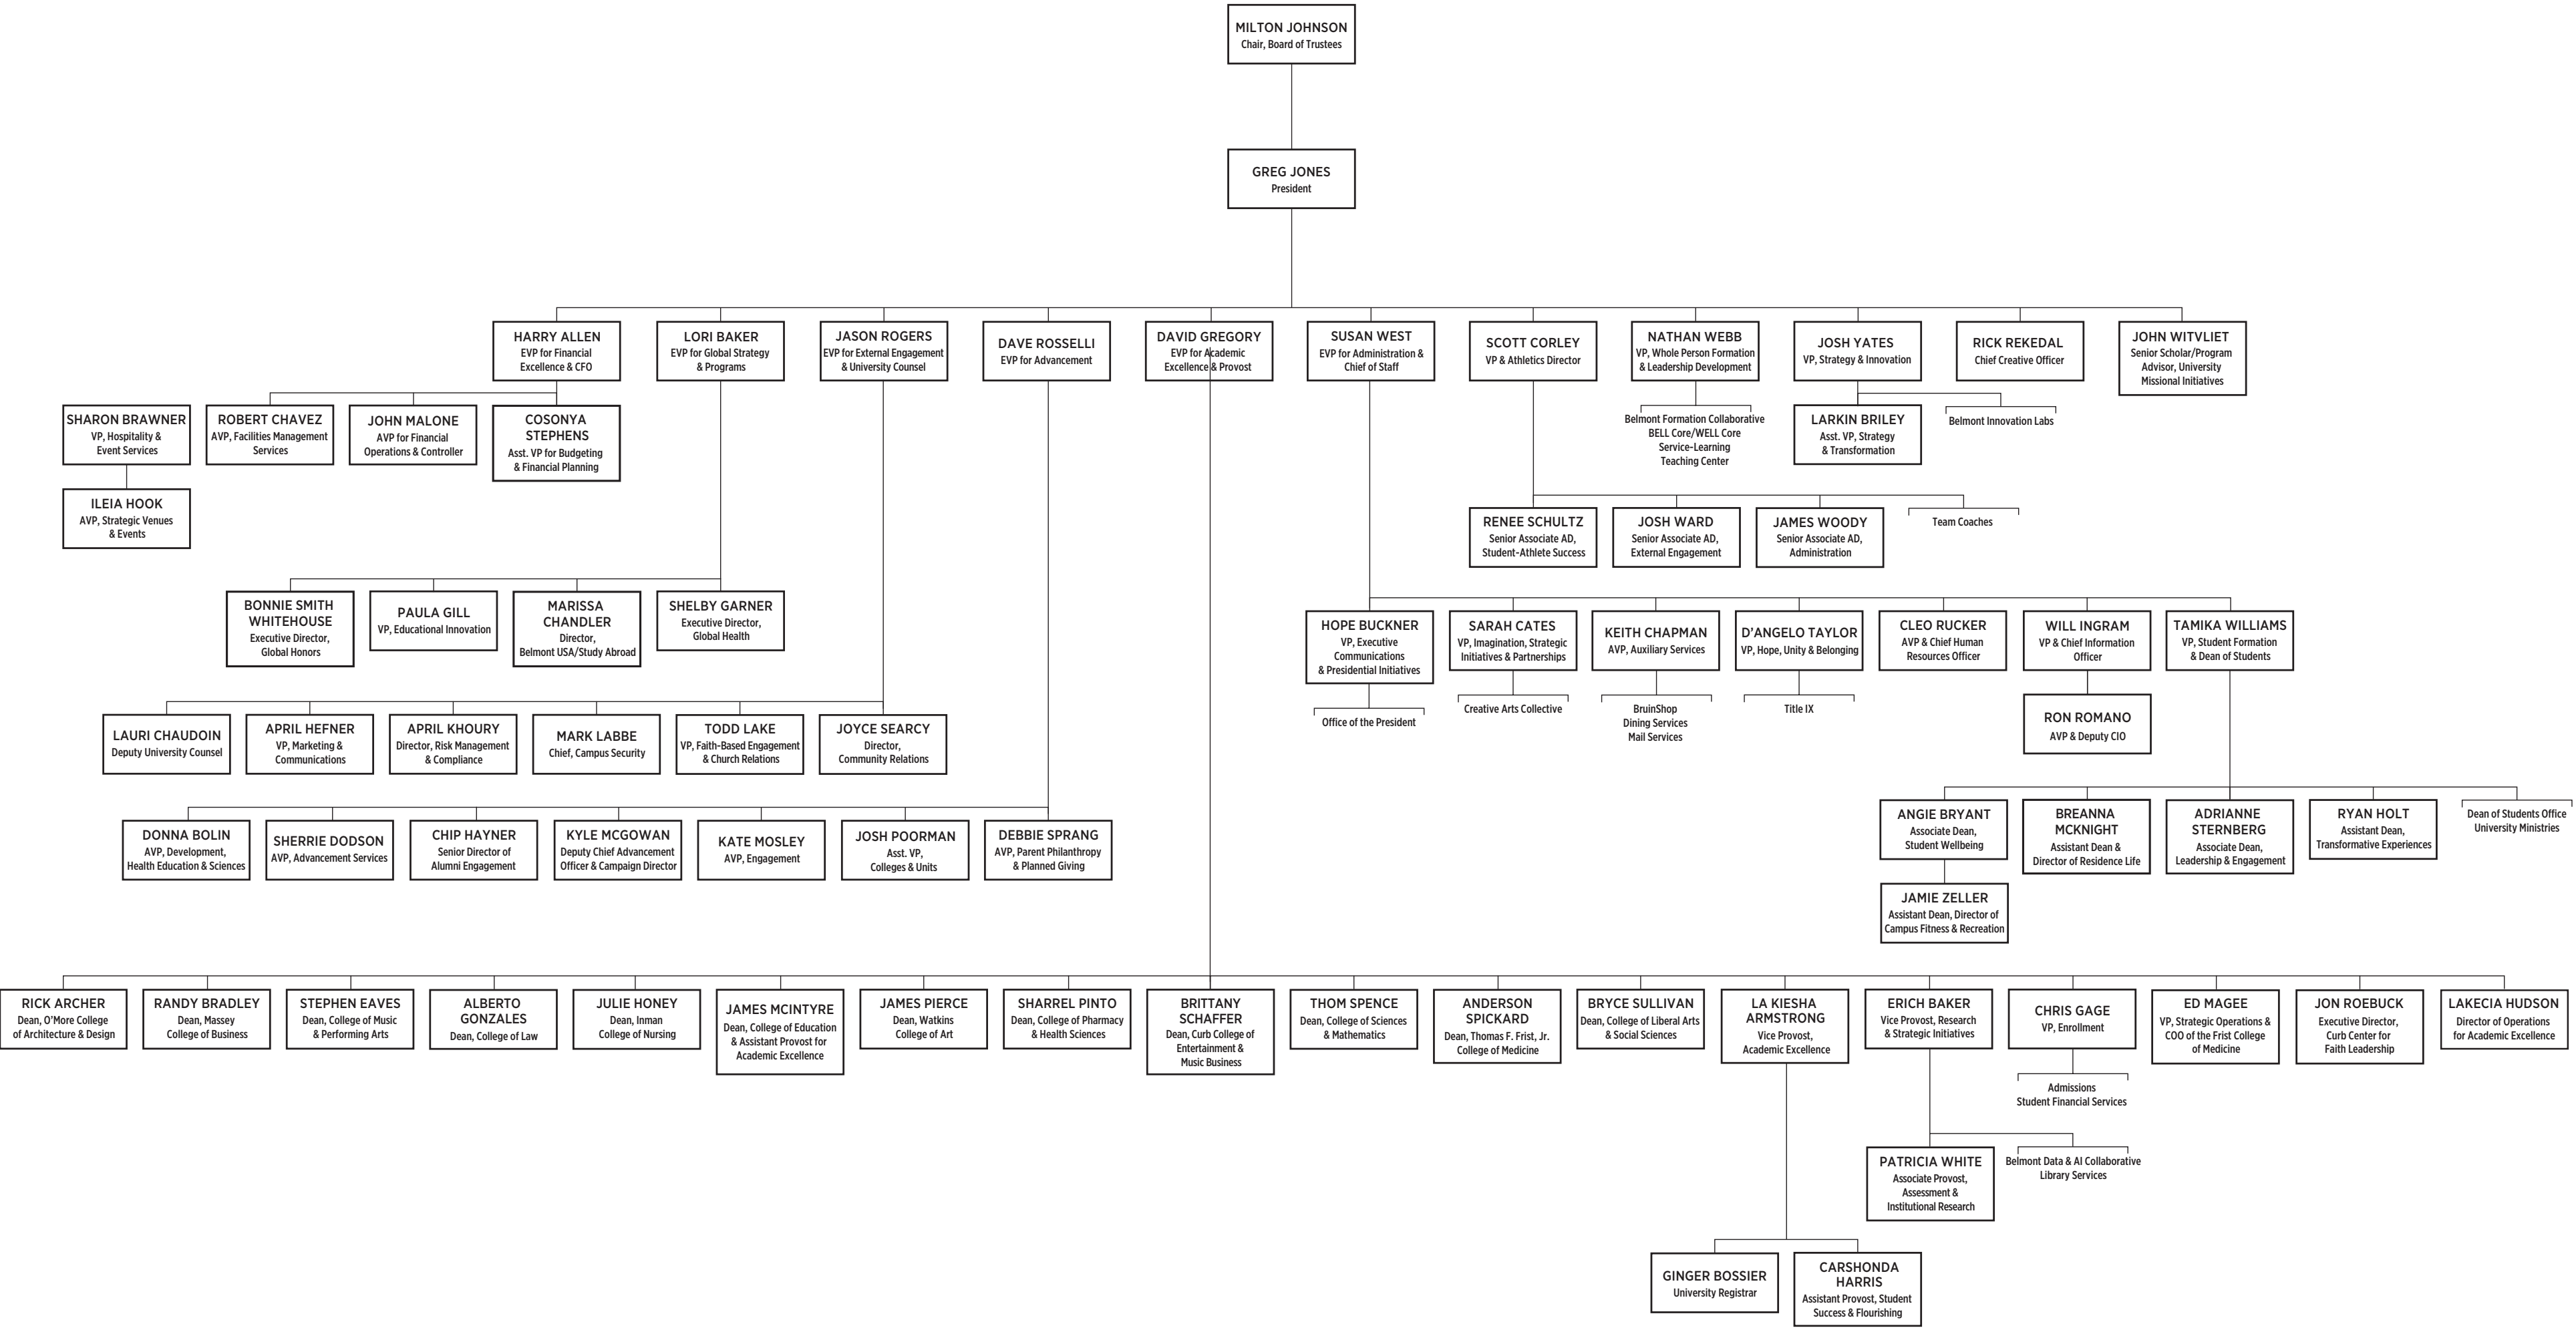 MILTON JOHNSON
Chair, Board of Trustees
GREG JONES
President
HARRY ALLEN
EVP for Financial
Excellence & CFO
LORI BAKER
EVP for Global Strategy
& Programs
JASON ROGERS
EVP for External Engagement
& University Counsel
DAVE ROSSELLI
EVP for Advancement
DAVID GREGORY
EVP for Academic
Excellence & Provost
SUSAN WEST
EVP for Administration &
Chief of Staff
SCOTT CORLEY
VP & Athletics Director
NATHAN WEBB
VP, Whole Person Formation
& Leadership Development
JOSH YATES
VP, Strategy & Innovation
RICK REKEDAL
Chief Creative Officer
JOHN WITVLIET
Senior Scholar/Program
Advisor, University
Missional Initiatives
SHARON BRAWNER
VP, Hospitality &
Event Services
ROBERT CHAVEZ
AVP, Facilities Management
Services
JOHN MALONE
AVP for Financial
Operations & Controller
COSONYA
STEPHENS
Asst. VP for Budgeting
& Financial Planning
Belmont Formation Collaborative
BELL Core/WELL Core
Service-Learning
Teaching Center
LARKIN BRILEY
Asst. VP, Strategy
& Transformation
Belmont Innovation Labs
ILEIA HOOK
AVP, Strategic Venues
& Events
RENEE SCHULTZ
Senior Associate AD,
Student-Athlete Success
JOSH WARD
Senior Associate AD,
External Engagement
JAMES WOODY
Senior Associate AD,
Administration
Team Coaches
BONNIE SMITH
WHITEHOUSE
Executive Director,
Global Honors
PAULA GILL
VP, Educational Innovation
MARISSA
CHANDLER
Director,
Belmont USA/Study Abroad
SHELBY GARNER
Executive Director,
Global Health
HOPE BUCKNER
VP, Executive
Communications
& Presidential Initiatives
SARAH CATES
VP, Imagination, Strategic
Initiatives & Partnerships
KEITH CHAPMAN
AVP, Auxiliary Services
D'ANGELO TAYLOR
VP, Hope, Unity & Belonging
CLEO RUCKER
AVP & Chief Human
Resources Officer
WILL INGRAM
VP & Chief Information
Officer
TAMIKA WILLIAMS
VP, Student Formation
& Dean of Students
Office of the President
Creative Arts Collective
BruinShop
Dining Services
Mail Services
Title IX
RON ROMANO
AVP & Deputy CIO
LAURI CHAUDOIN
Deputy University Counsel
APRIL HEFNER
VP, Marketing &
Communications
APRIL KHOURY
Director, Risk Management
& Compliance
MARK LABBE
Chief, Campus Security
TODD LAKE
VP, Faith-Based Engagement
& Church Relations
JOYCE SEARCY
Director,
Community Relations
DONNA BOLIN
AVP, Development,
Health Education & Sciences
SHERRIE DODSON
AVP, Advancement Services
CHIP HAYNER
Senior Director of
Alumni Engagement
KYLE MCGOWAN
Deputy Chief Advancement
Officer & Campaign Director
KATE MOSLEY
AVP, Engagement
JOSH POORMAN
Asst. VP,
Colleges & Units
DEBBIE SPRANG
AVP, Parent Philanthropy
& Planned Giving
ANGIE BRYANT
Associate Dean,
Student Wellbeing
BREANNA
MCKNIGHT
Assistant Dean &
Director of Residence Life
ADRIANNE
STERNBERG
Associate Dean,
Leadership & Engagement
RYAN HOLT
Assistant Dean,
Transformative Experiences
Dean of Students Office
University Ministries
JAMIE ZELLER
Assistant Dean, Director of
Campus Fitness & Recreation
RICK ARCHER
Dean, O'More College
of Architecture & Design
RANDY BRADLEY
Dean, Massey
College of Business
STEPHEN EAVES
Dean, College of Music
& Performing Arts
ALBERTO
GONZALES
Dean, College of Law
JULIE HONEY
Dean, Inman
College of Nursing
JAMES MCINTYRE
Dean, College of Education
& Assistant Provost for
Academic Excellence
JAMES PIERCE
Dean, Watkins
College of Art
SHARREL PINTO
Dean, College of Pharmacy
& Health Sciences
BRITTANY
SCHAFFER
Dean, Curb College of
Entertainment &
Music Business
THOM SPENCE
Dean, College of Sciences
& Mathematics
ANDERSON
SPICKARD
Dean, Thomas F. Frist, Jr.
College of Medicine
BRYCE SULLIVAN
Dean, College of Liberal Arts
& Social Sciences
LA KIESHA
ARMSTRONG
Vice Provost,
Academic Excellence
ERICH BAKER
Vice Provost, Research
& Strategic Initiatives
CHRIS GAGE
VP, Enrollment
ED MAGEE
VP, Strategic Operations &
COO of the Frist College
of Medicine
JON ROEBUCK
Executive Director,
Curb Center for
Faith Leadership
LAKECIA HUDSON
Director of Operations
for Academic Excellence
Admissions
Student Financial Services
PATRICIA WHITE
Associate Provost,
Assessment &
Institutional Research
Belmont Data & AI Collaborative
Library Services
GINGER BOSSIER
University Registrar
CARSHONDA
HARRIS
Assistant Provost, Student
Success & Flourishing